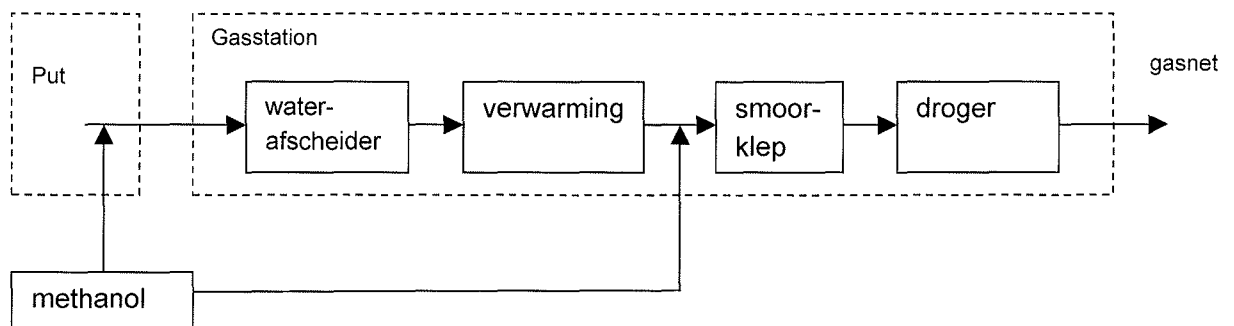 Gasstation
Put
gasnet
water-
afscheider
verwarming
smoor-
klep
droger
methanol